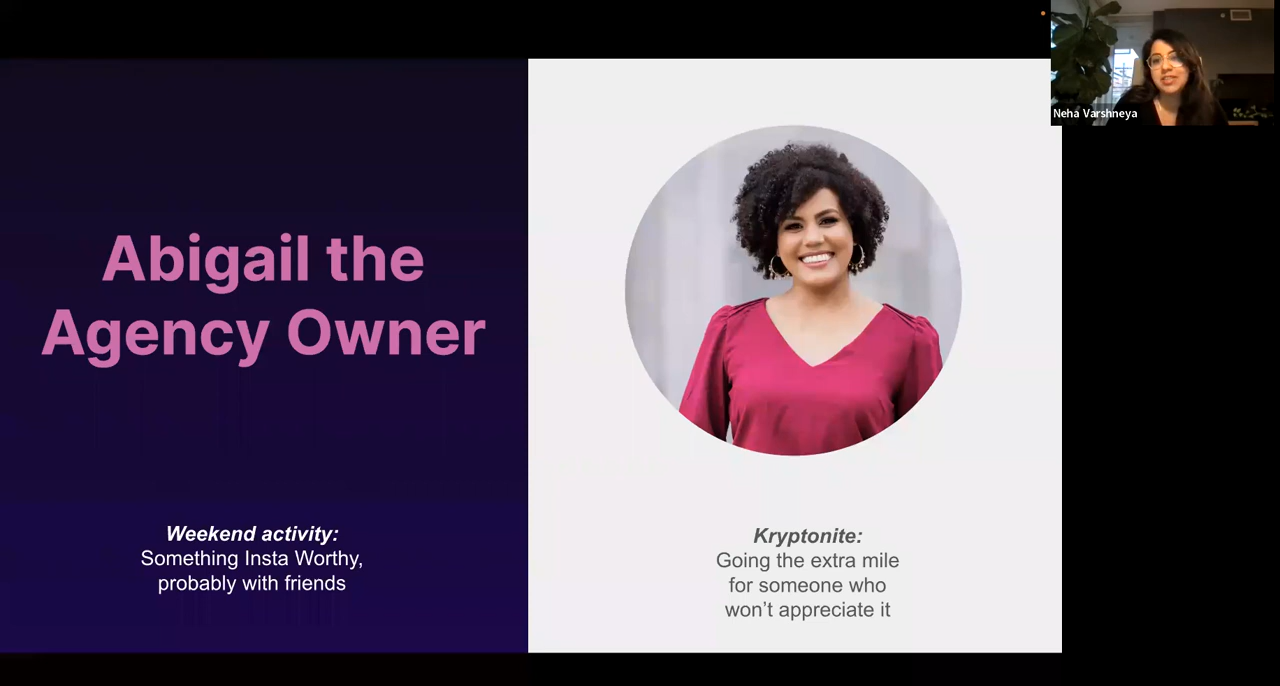 Neha Varshneya
Abigail the
Agency Owner
Weekend activity:
Something Insta Worthy,
probably with friends
Kryptonite:
Going the extra mile
for someone who
won't appreciate it